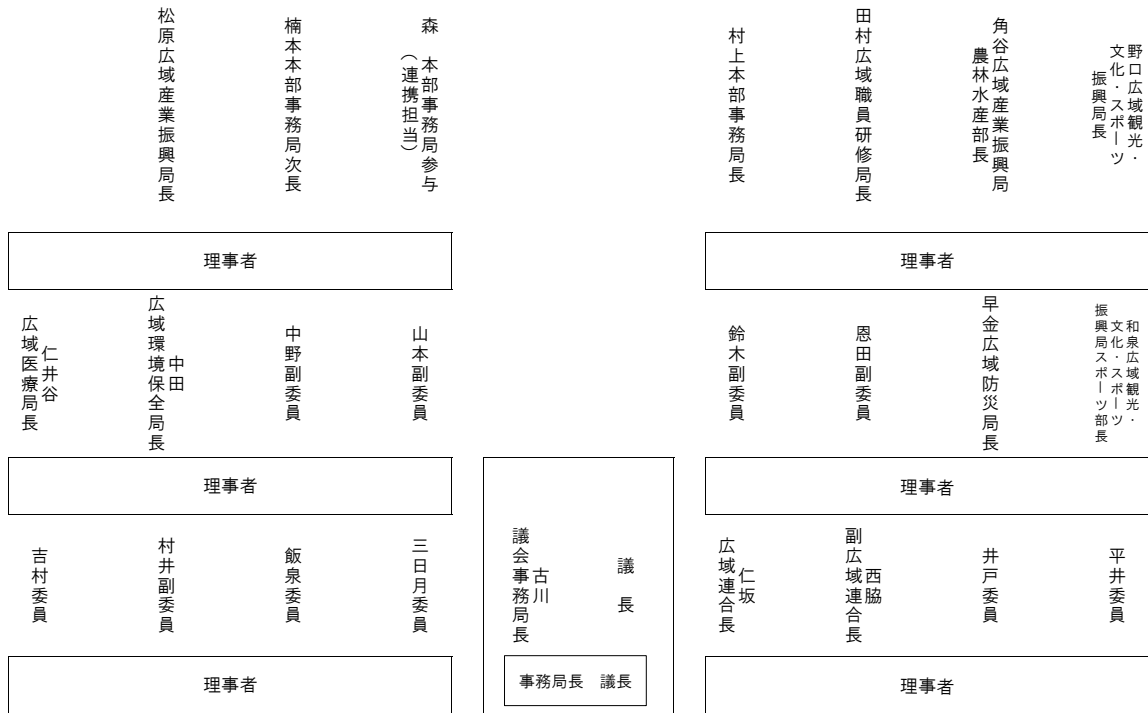 松原広域産業振興局長
楠本本部事務局次長
森　本部事務局参与
（連携担当）
村上本部事務局長
田村広域職員研修局長
角谷広域産業振興局
農林水産部長
野口広域観光・
文化・スポーツ
振興局長
理事者
理事者
仁井谷
広域医療局長
中田
広域環境保全局長
中野副委員
山本副委員
鈴木副委員
恩田副委員
早金広域防災局長
和泉広域観光・
文化・スポーツ
振興局スポーツ部長
理事者
理事者
吉村委員
村井副委員
飯泉委員
三日月委員
古川
議会事務局長
議　長
仁坂
広域連合長
西脇
副広域連合長
井戸委員
平井委員
理事者
事務局長　議長
理事者